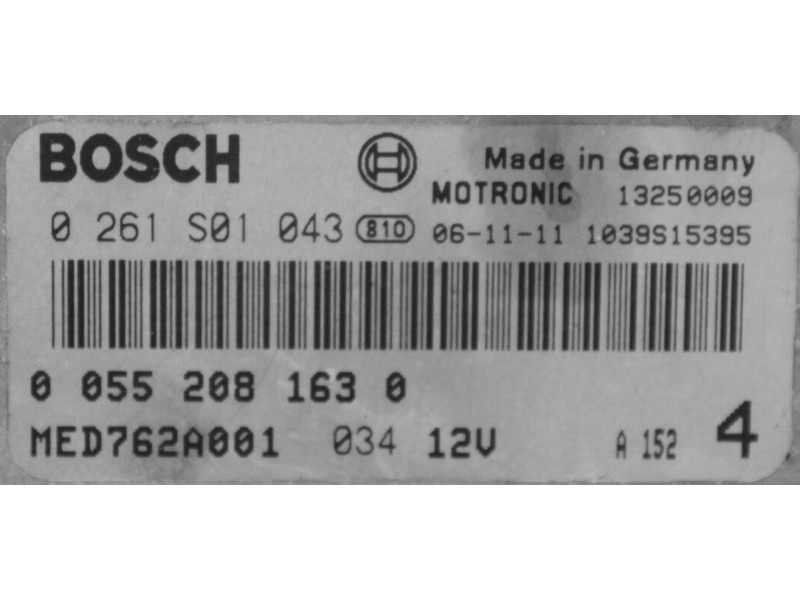 BOSCH Made in Germany
MOTRONIC 13250009
0 261 S01 043 810 06-11-11 1039S15395
0 055 208 163 0
MED762A001 034 12V A 152 4